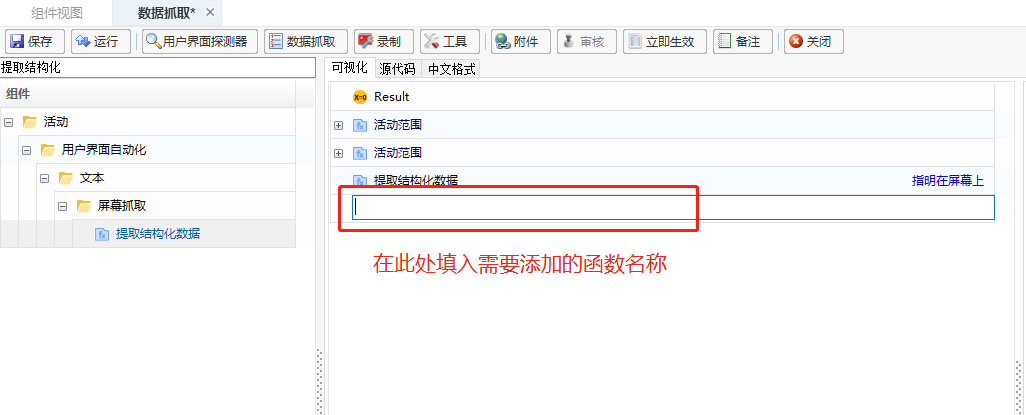 组件视图 数据抓取*
保存 运行 用户界面探测器 数据抓取 录制 工具 附件 审核 立即生效 备注 关闭
提取结构化
组件
活动
用户界面自动化
文本
屏幕抓取
提取结构化数据
可视化 源代码 中文格式
X=0 Result
fx 活动范围
fx 活动范围
fx 提取结构化数据 指明在屏幕上
在此处填入需要添加的函数名称